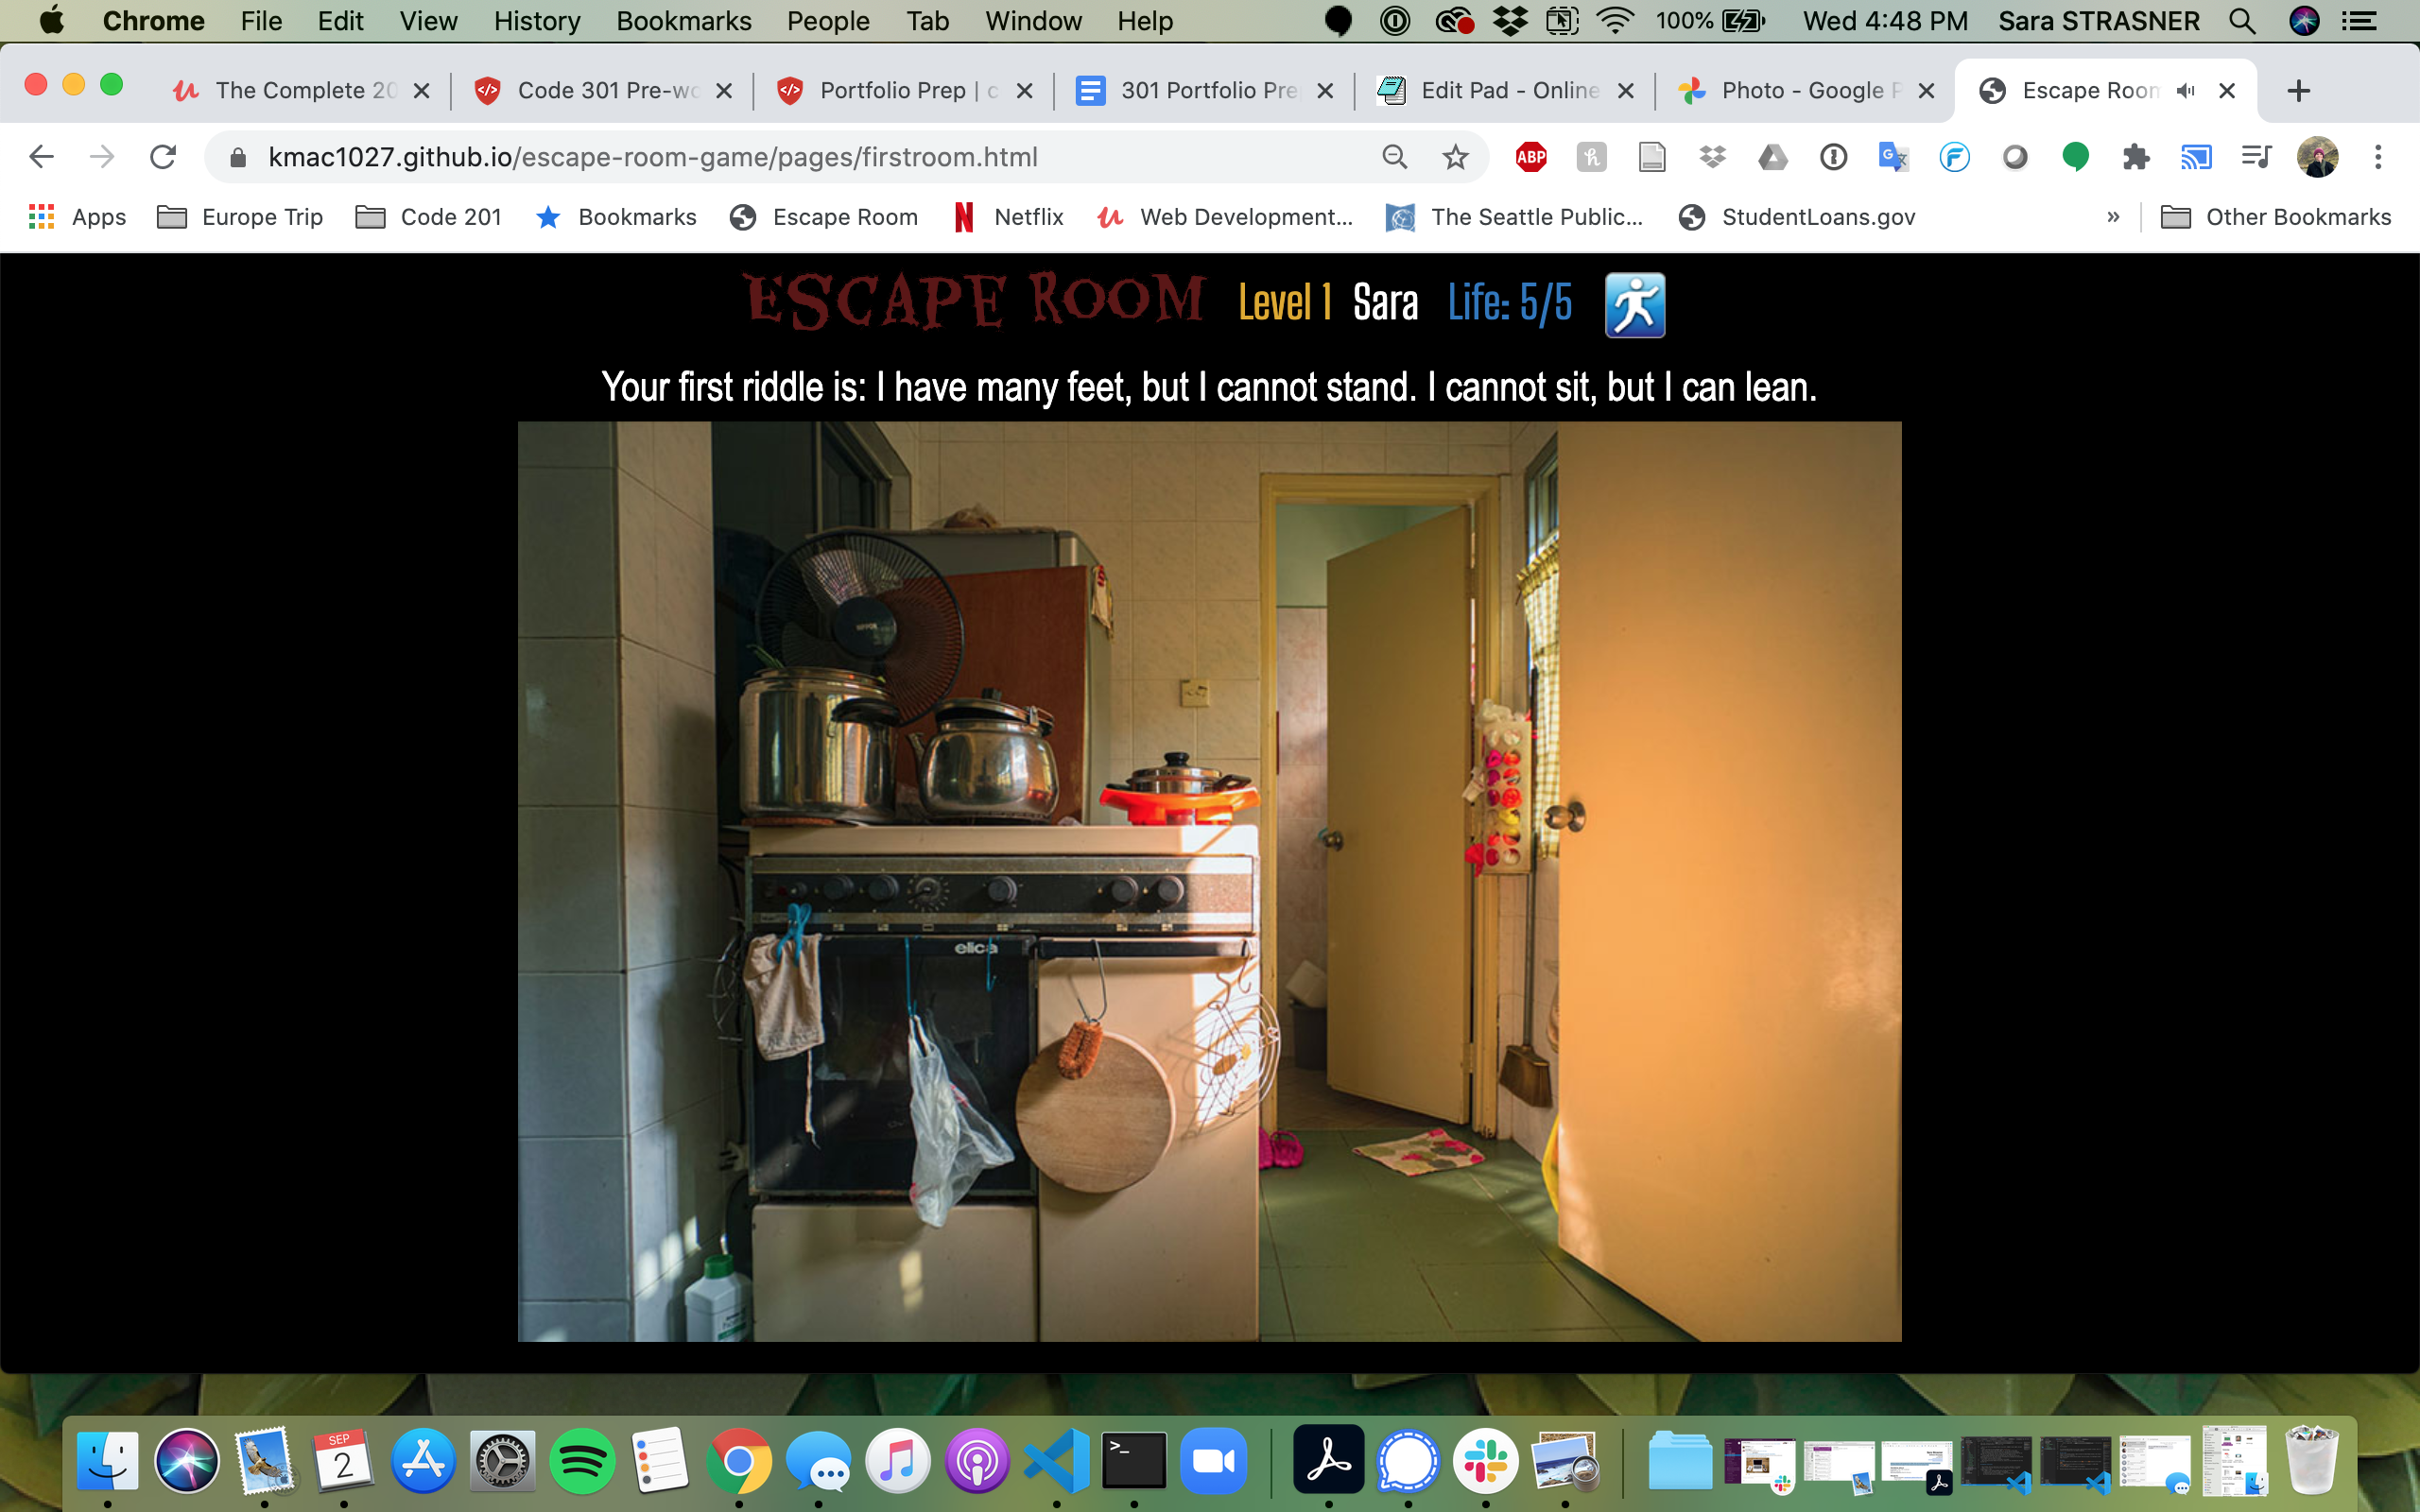 Chrome File Edit View History Bookmarks People Tab Window Help 100% Wed 4:48 PM Sara STRASNER
The Complete 20 Code 301 Pre-wo Portfolio Prep | c 301 Portfolio Pre Edit Pad - Online Photo - Google P Escape Room
kmac1027.github.io/escape-room-game/pages/firstroom.html ABP
Apps Europe Trip Code 201 Bookmarks Escape Room Netflix Web Development... The Seattle Public... StudentLoans.gov » Other Bookmarks
ESCAPE ROOM Level 1 Sara Life: 5/5
Your first riddle is: I have many feet, but I cannot stand. I cannot sit, but I can lean.
elica
SEP
2